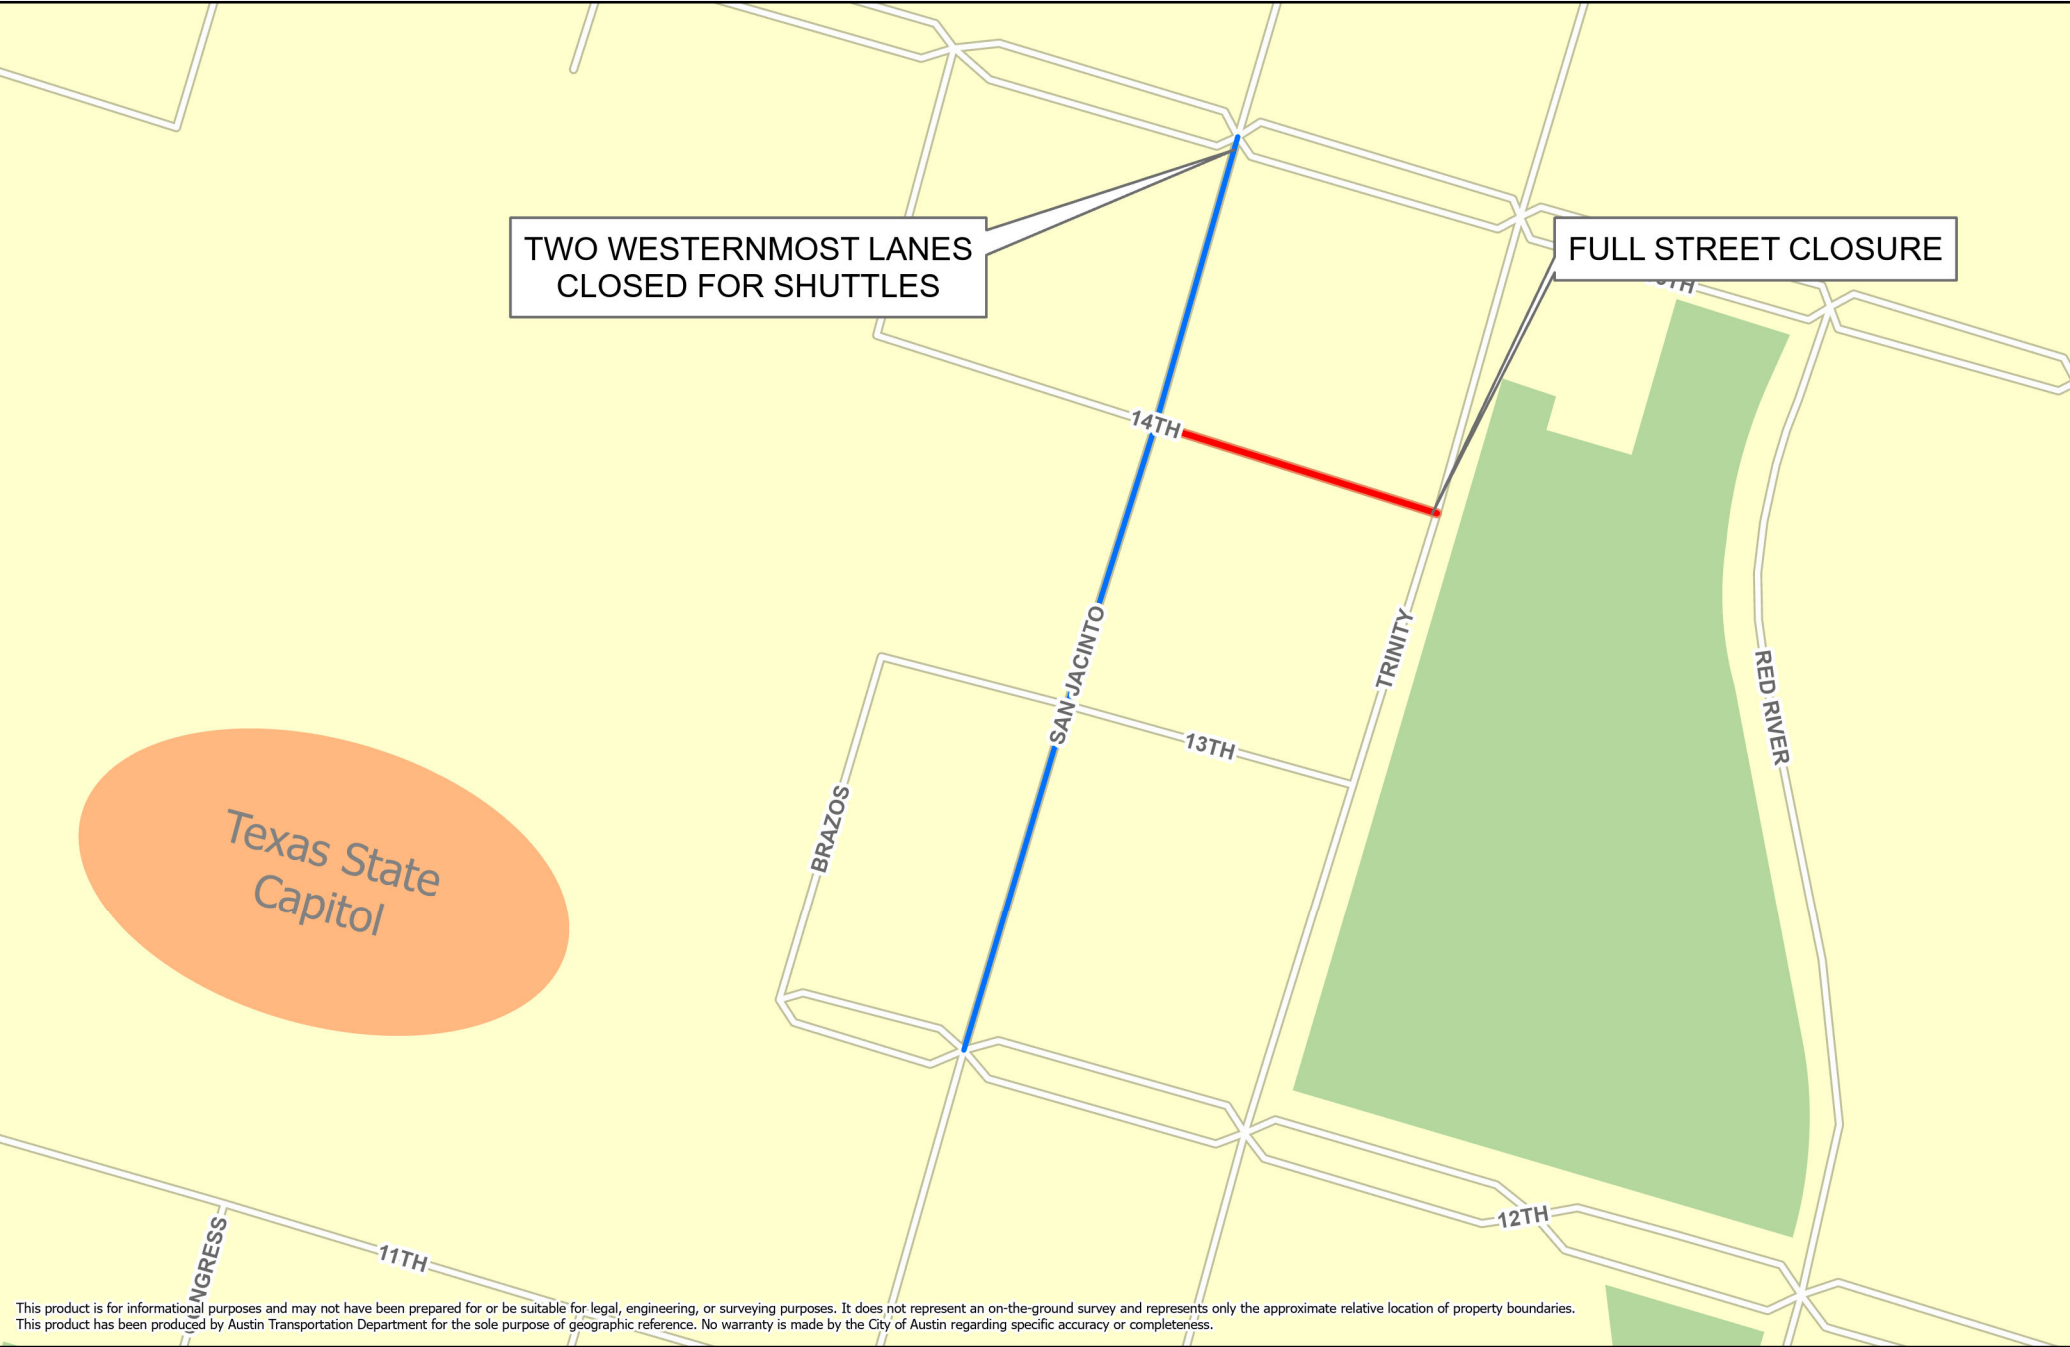 TWO WESTERNMOST LANES
CLOSED FOR SHUTTLES
FULL STREET CLOSURE
14TH
SAN JACINTO
TRINITY
RED RIVER
13TH
BRAZOS
Texas State
Capitol
12TH
11TH
This product is for informational purposes and may not have been prepared for or be suitable for legal, engineering, or surveying purposes. It does not represent an on-the-ground survey and represents only the approximate relative location of property boundaries.
This product has been produced by Austin Transportation Department for the sole purpose of geographic reference. No warranty is made by the City of Austin regarding specific accuracy or completeness.